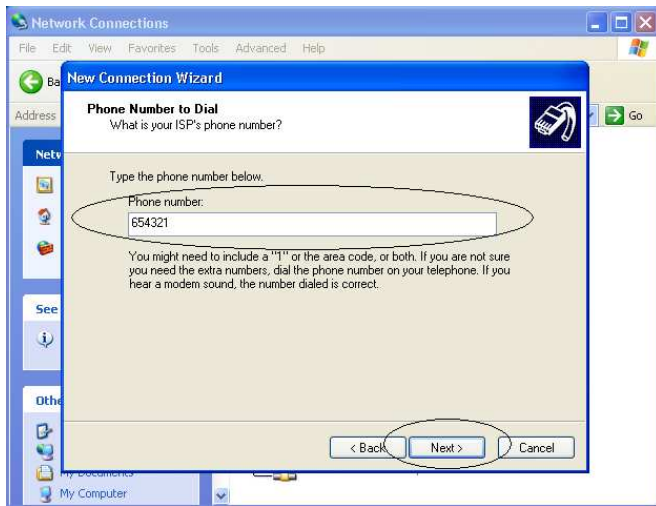 Network Connections
File Edit View Favorites Tools Advanced Help
Ba
Address
Go
New Connection Wizard
Phone Number to Dial
What is your ISP's phone number?
Netw
Type the phone number below.
Phone number:
654321
You might need to include a "1" or the area code, or both. If you are not sure
you need the extra numbers, dial the phone number on your telephone. If you
hear a modem sound, the number dialed is correct.
See
Othe
< Back Next > Cancel
My Documents
My Computer